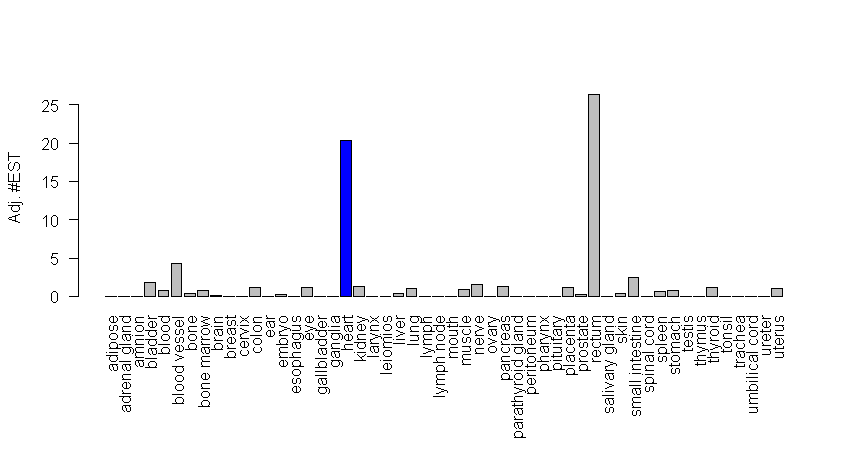 Adj. #EST
25
20
15
10
5
0
adipose
adrenal gland
amnion
bladder
blood
blood vessel
bone
bone marrow
brain
breast
cervix
colon
ear
embryo
esophagus
eye
gallbladder
ganglia
heart
kidney
larynx
leiomios
liver
lung
lymph
lymph node
mouth
muscle
nerve
ovary
pancreas
parathyroid gland
peritoneum
pharynx
pituitary
placenta
prostate
rectum
salivary gland
skin
small intestine
spinal cord
spleen
stomach
testis
thymus
thyroid
tonsil
trachea
umbilical cord
ureter
uterus